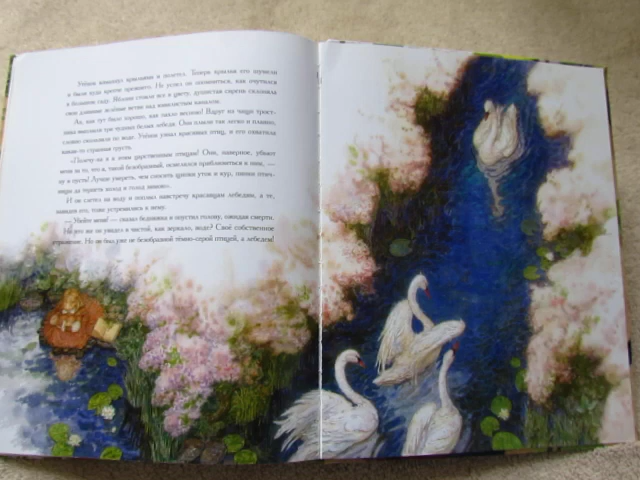 Утёнок взмахнул крыльями и полетел. Теперь крылья его шумели
и были куда крепче прежнего. Не успел он опомниться, как очутился
в большом саду. Яблони стояли все в цвету, душистая сирень склоняла
свои длинные зелёные ветви над извилистым каналом.
Ах, как тут было хорошо, как пахло весною! Вдруг из чащи трост-
ника выплыли три чудных белых лебедя. Они плыли так легко и плавно,
словно скользили по воде. Утёнок узнал красивых птиц, и его охватила
какая-то странная грусть.
«Полечу-ка я к этим царственным птицам! Они, наверное, убьют
меня за то, что я, такой безобразный, осмелился приблизиться к ним, —
ну и пусть! Лучше умереть, чем сносить щипки уток и кур, пинки птич-
ницы да терпеть холод и голод зимою».
И он слетел на воду и поплыл навстречу красавцам лебедям, а те,
завидев его, тоже устремились к нему.
— Убейте меня! — сказал бедняжка и опустил голову, ожидая смерти.
Но что же он увидел в чистой, как зеркало, воде? Своё собственное
отражение. Но он был уже не безобразной тёмно-серой птицей, а лебедем!